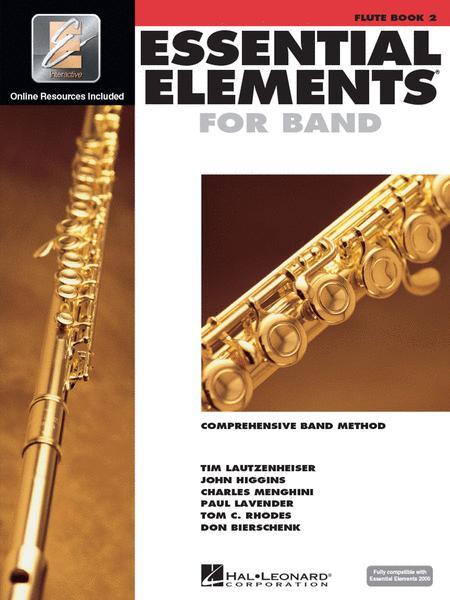 FLUTE BOOK 2
Interactive
Online Resources Included
ESSENTIAL
ELEMENTS®
FOR BAND
COMPREHENSIVE BAND METHOD
TIM LAUTZENHEISER
JOHN HIGGINS
CHARLES MENGHINI
PAUL LAVENDER
TOM C. RHODES
DON BIERSCHENK
HAL•LEONARD®
CORPORATION
Fully compatible with
Essential Elements 2000